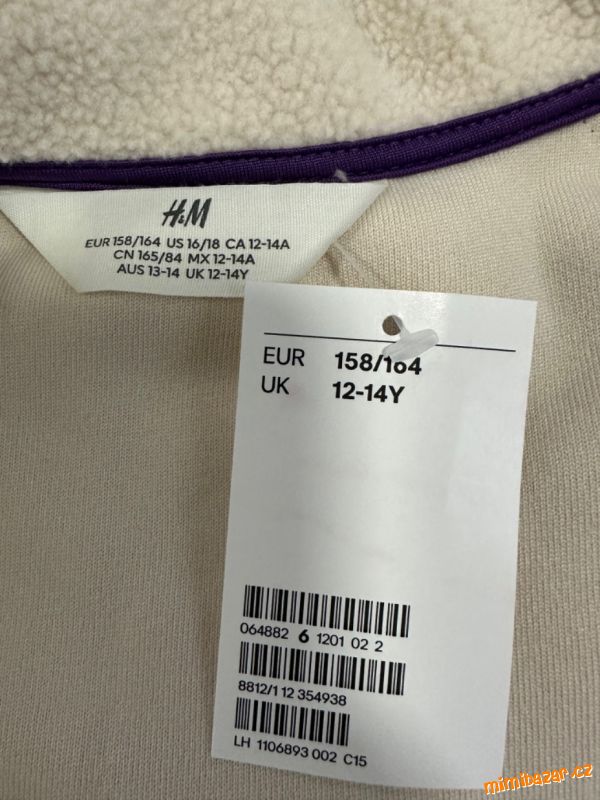 H&M
EUR 158/164 US 16/18 CA 12-14A
CN 165/84 MX 12-14A
AUS 13-14 UK 12-14Y
EUR 158/164
UK 12-14Y
064882 6 1201 02 2
8812/1 12 354938
LH 1106893 002 C15
mimibazar.cz